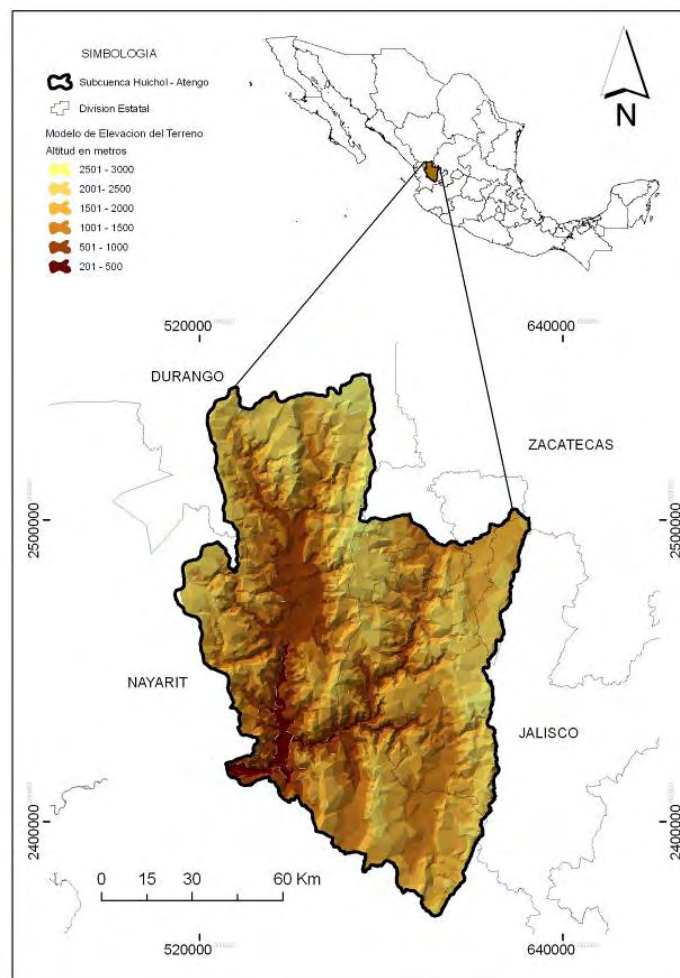 SIMBOLOGIA
Subcuenca Huichol - Atengo
Division Estatal
Modelo de Elevacion del Terreno
Altitud en metros
2501 - 3000
2001- 2500
1501 - 2000
1001 - 1500
501 - 1000
201 - 500
N
520000
640000
DURANGO
ZACATECAS
2500000
2500000
NAYARIT
JALISCO
2400000
2400000
0 15 30 60 Km
520000
640000